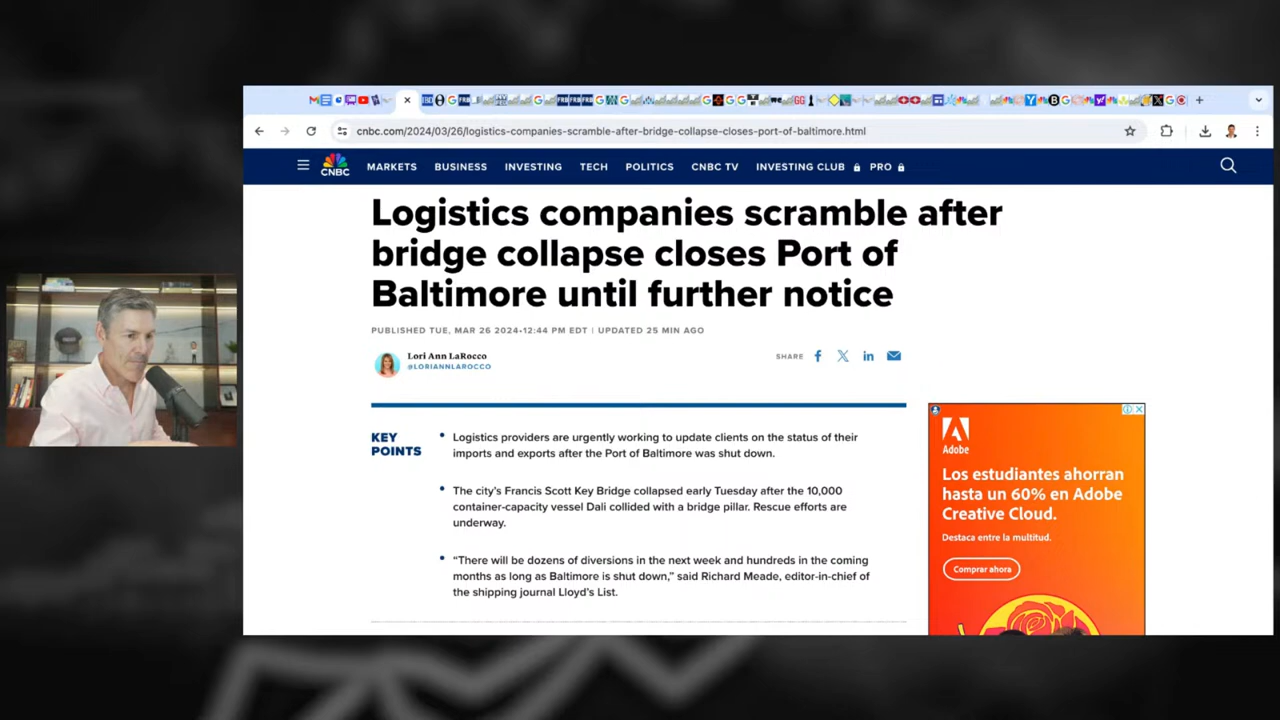 cnbc.com/2024/03/26/logistics-companies-scramble-after-bridge-collapse-closes-port-of-baltimore.html
CNBC
MARKETS BUSINESS INVESTING TECH POLITICS CNBC TV INVESTING CLUB PRO
Logistics companies scramble after
bridge collapse closes Port of
Baltimore until further notice
PUBLISHED TUE, MAR 26 2024•12:44 PM EDT | UPDATED 25 MIN AGO
Lori Ann LaRocco
@LORIANNLAROCCO
SHARE
KEY
POINTS
Logistics providers are urgently working to update clients on the status of their
imports and exports after the Port of Baltimore was shut down.
The city's Francis Scott Key Bridge collapsed early Tuesday after the 10,000
container-capacity vessel Dali collided with a bridge pillar. Rescue efforts are
underway.
“There will be dozens of diversions in the next week and hundreds in the coming
months as long as Baltimore is shut down,” said Richard Meade, editor-in-chief of
the shipping journal Lloyd's List.
Adobe
Los estudiantes ahorran
hasta un 60% en Adobe
Creative Cloud.
Destaca entre la multitud.
Comprar ahora